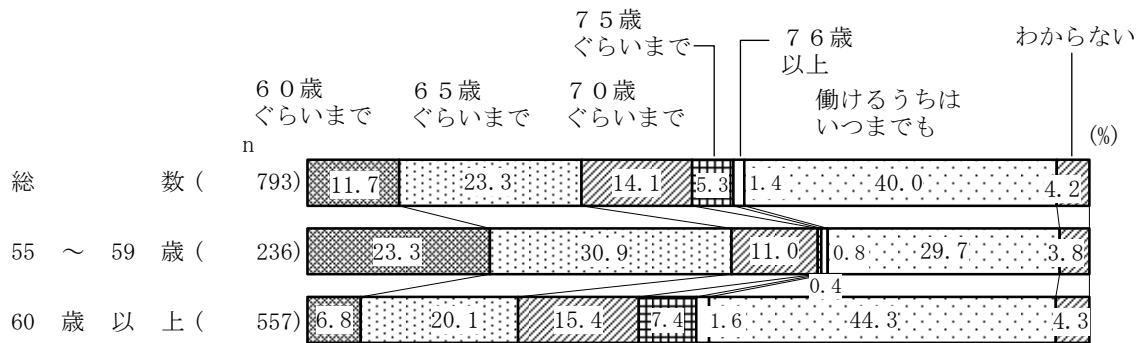 ７５歳
ぐらいまで
７６歳
以上
わからない
６０歳
ぐらいまで
６５歳
ぐらいまで
７０歳
ぐらいまで
働けるうちは
いつまでも
n
(%)
総　　　　数 ( 793) 11.7 23.3 14.1 5.3 1.4 40.0 4.2
55 ～ 59 歳 ( 236) 23.3 30.9 11.0 0.8 29.7 3.8
0.4
60 歳 以 上 ( 557) 6.8 20.1 15.4 7.4 1.6 44.3 4.3